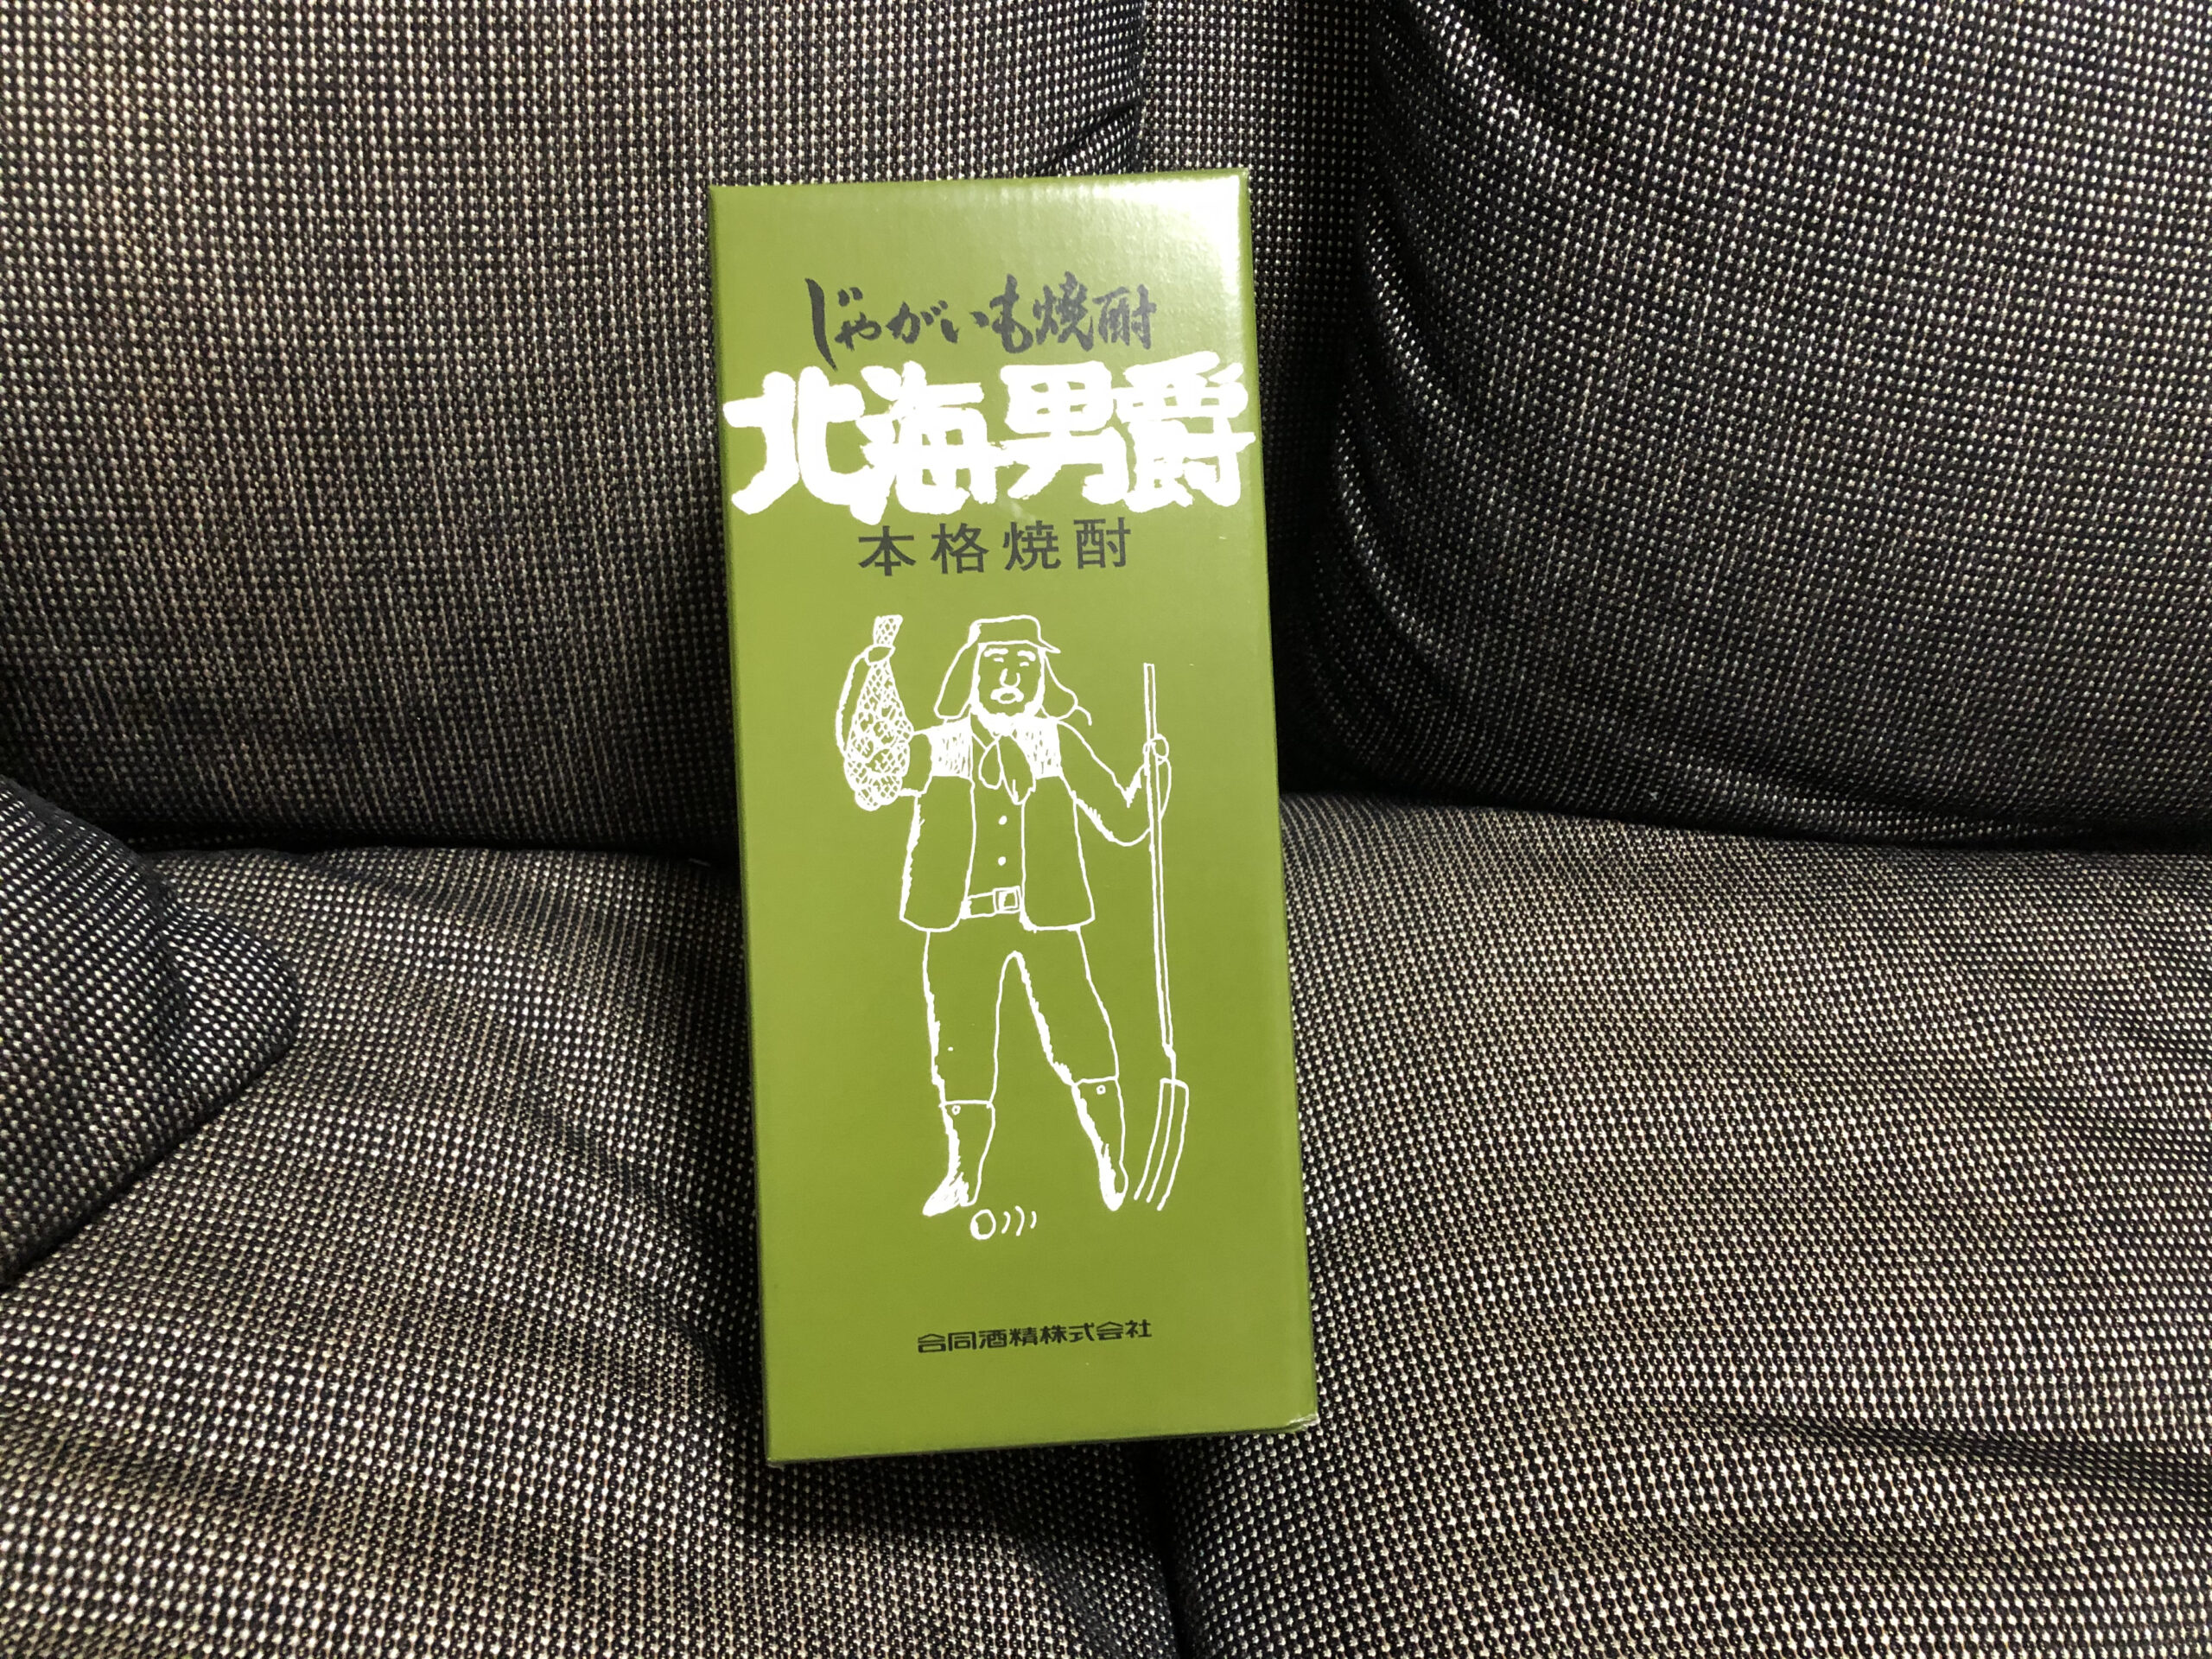 じゃがいも焼酎
北海男爵
本格焼酎
合同酒精株式会社